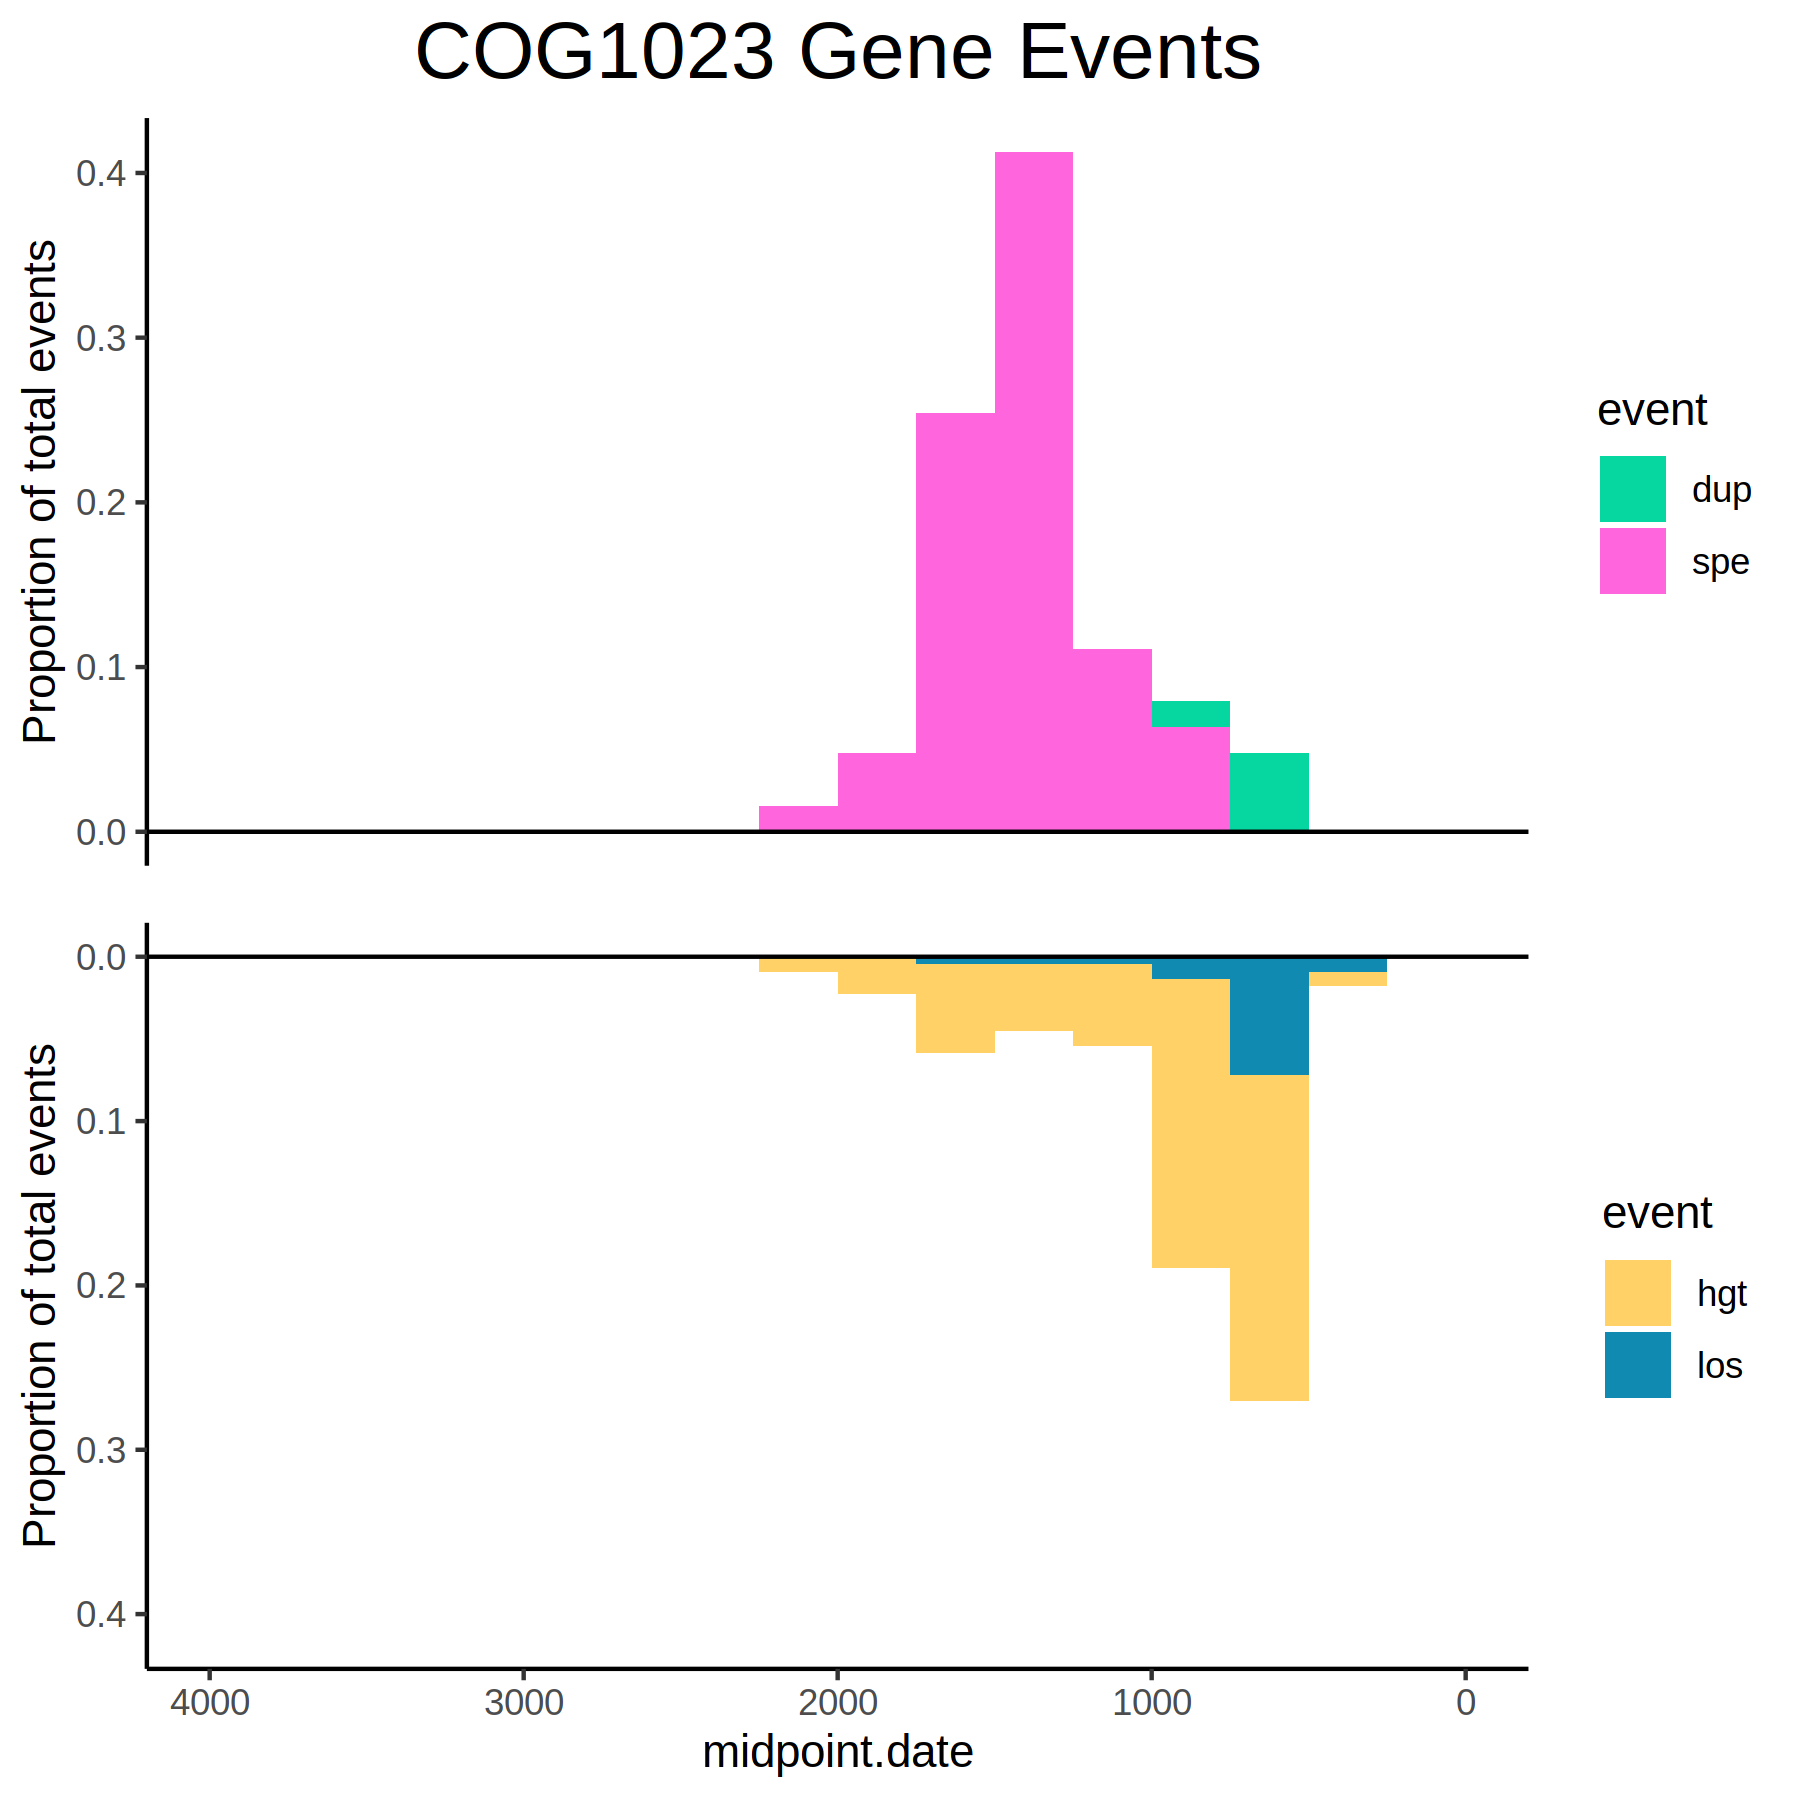 COG1023 Gene Events
Proportion of total events
0.4
0.3
0.2
0.1
0.0
event
dup
spe
Proportion of total events
0.0
0.1
0.2
0.3
0.4
event
hgt
los
4000 3000 2000 1000 0
midpoint.date